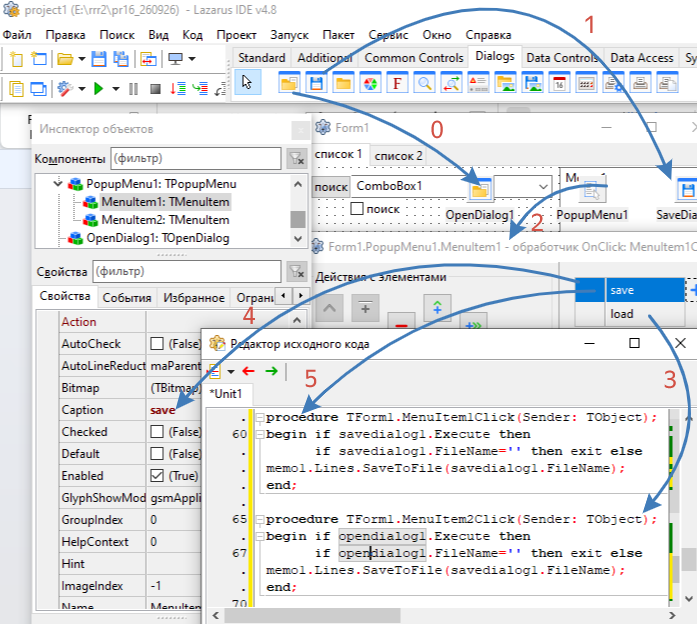 project1 (E:\rrr2\pr16_260926) - Lazarus IDE v4.8
Файл Правка Поиск Вид Код Проект Запуск Пакет Сервис Окно Справка
1
Standard Additional Common Controls Dialogs Data Controls Data Access Sy
Инспектор объектов
0
Form1
Компоненты (фильтр)
список 1 список 2
PopupMenu1: TPopupMenu
MenuItem1: TMenuItem
MenuItem2: TMenuItem
OpenDialog1: TOpenDialog
поиск ComboBox1
поиск
OpenDialog1 PopupMenu1 SaveDia
2
Form1.PopupMenu1.MenuItem1 - обработчик OnClick: MenuItem1C
Свойства (фильтр)
Действия с элементами
Свойства События Избранное Ограни
save
load
4
Action
AutoCheck (False)
AutoLineReduct maParent
Bitmap (TBitmap)
Caption save
Checked (False)
Default (False)
Enabled (True)
GlyphShowMod gsmAppli
GroupIndex 0
HelpContext 0
Hint
ImageIndex -1
Name MenuItem
Редактор исходного кода
5
3
*Unit1
procedure TForm1.MenuItem1Click(Sender: TObject);
60 begin if savedialog1.Execute then
if savedialog1.FileName='' then exit else
memo1.Lines.SaveToFile(savedialog1.FileName);
end;
65 procedure TForm1.MenuItem2Click(Sender: TObject);
begin if opendialog1.Execute then
67 if opendialog1.FileName='' then exit else
memo1.Lines.SaveToFile(savedialog1.FileName);
end;
70